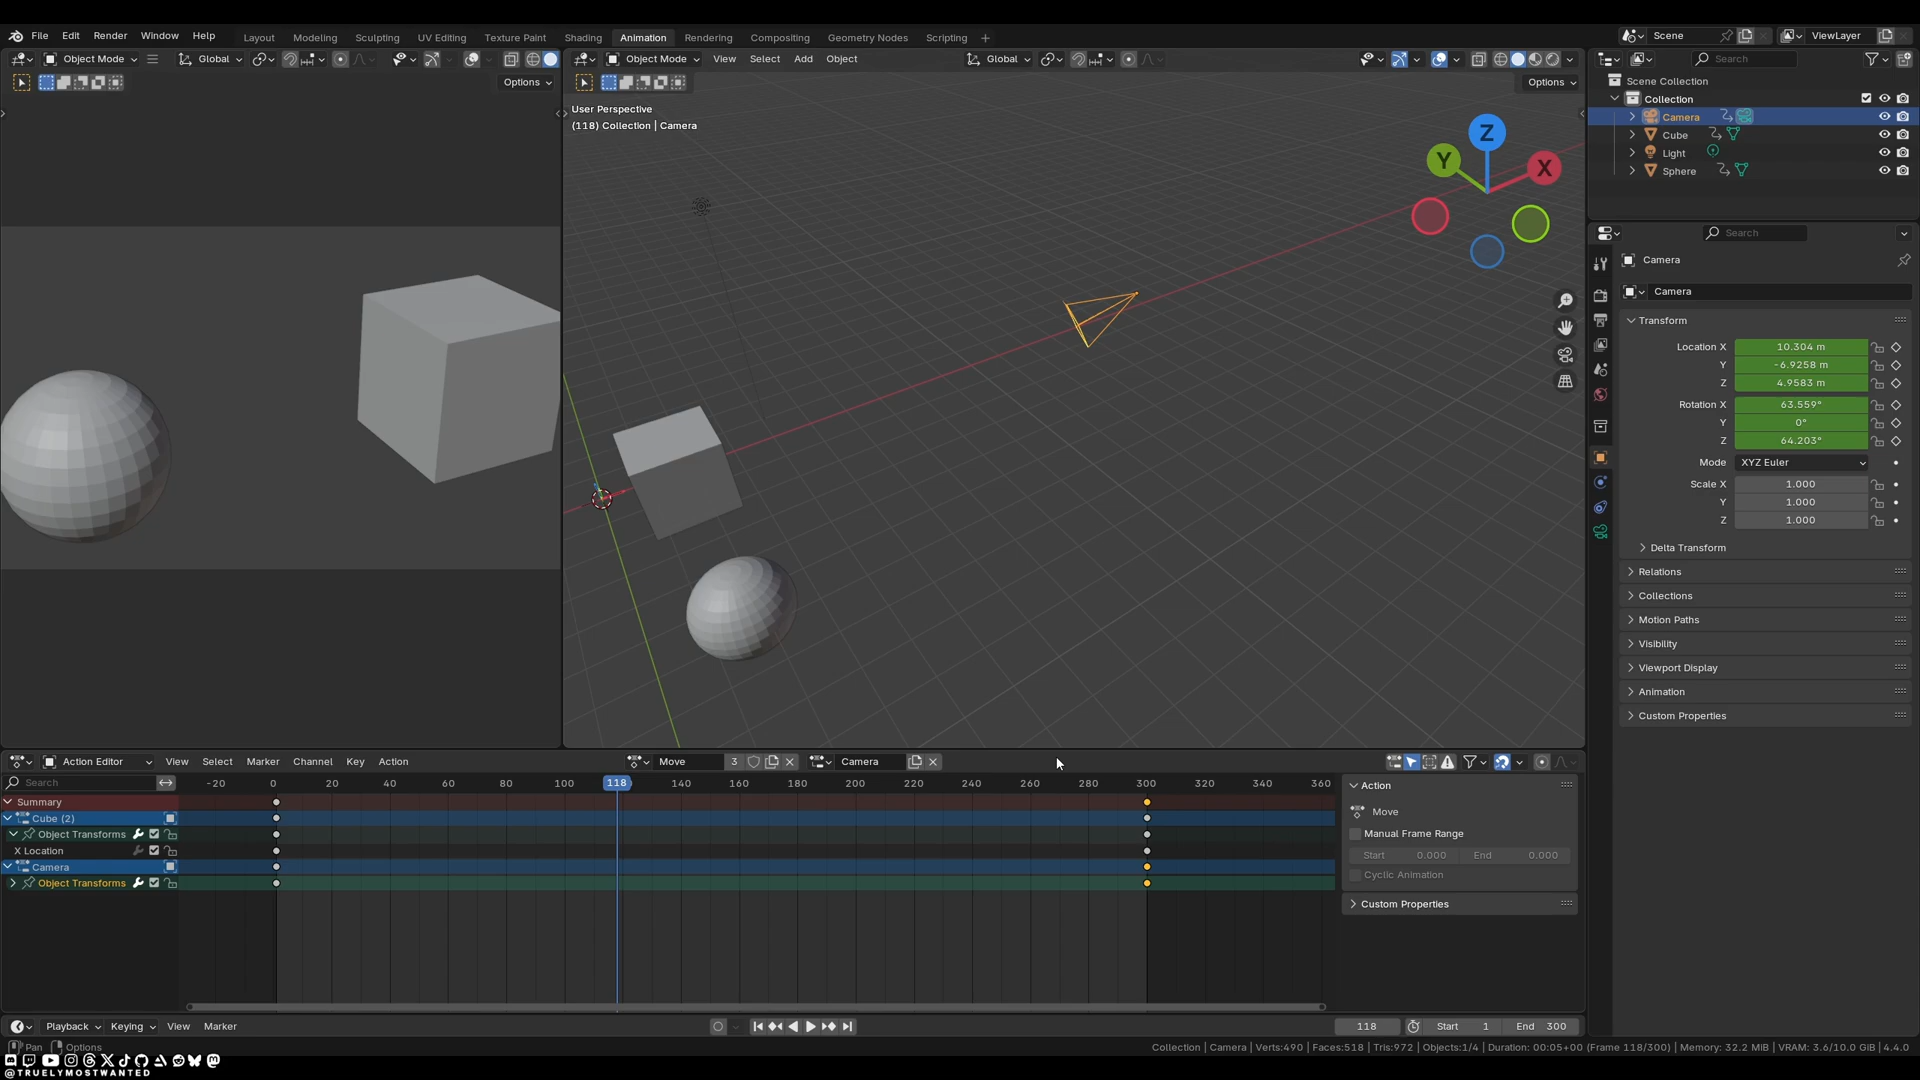 File Edit Render Window Help
Layout Modeling Sculpting UV Editing Texture Paint Shading Animation Rendering Compositing Geometry Nodes Scripting +
Scene
ViewLayer
Object Mode
Global
Options
Object Mode View Select Add Object
Global
Options
User Perspective
(118) Collection | Camera
Z
Y
X
Search
Scene Collection
Collection
Camera
Cube
Light
Sphere
Search
Camera
Camera
Transform
Location X 10.304 m
Y -6.9258 m
Z 4.9583 m
Rotation X 63.559°
Y 0°
Z 64.203°
Mode XYZ Euler
Scale X 1.000
Y 1.000
Z 1.000
Delta Transform
Relations
Collections
Motion Paths
Visibility
Viewport Display
Animation
Custom Properties
Action Editor View Select Marker Channel Key Action
Move 3
Camera
Search
-20 0 20 40 60 80 100 118 140 160 180 200 220 240 260 280 300 320 340 360
Summary
Cube (2)
Object Transforms
X Location
Camera
Object Transforms
Action
Move
Manual Frame Range
Start 0.000 End 0.000
Cyclic Animation
Custom Properties
Playback Keying View Marker
118 Start 1 End 300
Pan Options
Collection | Camera | Verts:490 | Faces:518 | Tris:972 | Objects:1/4 | Duration: 00:05+00 (Frame 118/300) | Memory: 32.2 MiB | VRAM: 3.6/10.0 GiB | 4.4.0
@TRUELYMOSTWANTED